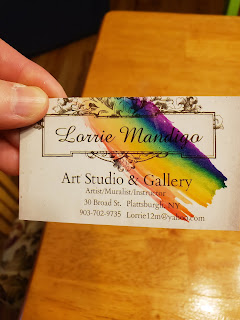 Lorrie Mandigo
Art Studio & Gallery
Artist/Muralist/Instructor
30 Broad St. Plattsburgh, NY
903-702-9735 Lorrie12m@yahoo.com